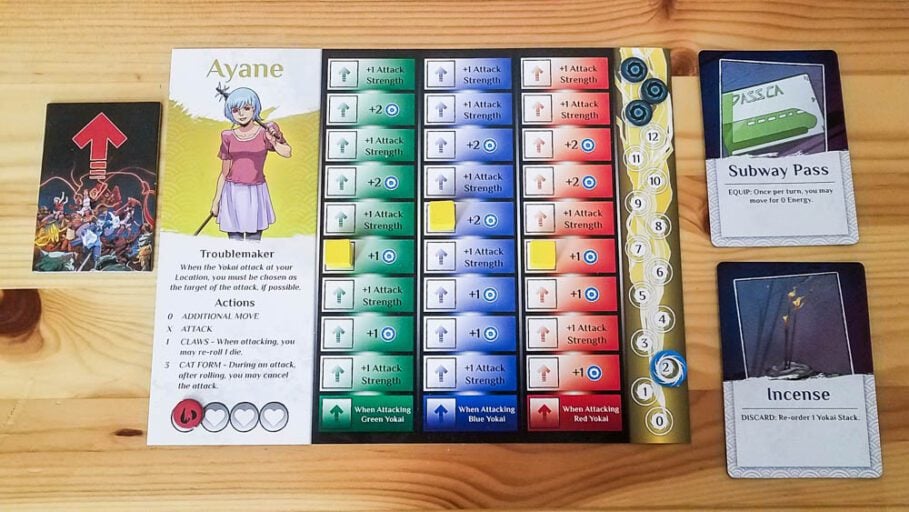 Ayane
Troublemaker
When the Yokai attack at your
Location, you must be chosen as
the target of the attack, if possible.
Actions
0 ADDITIONAL MOVE
X ATTACK
1 CLAWS - When attacking, you
may re-roll 1 die.
3 CAT FORM - During an attack,
after rolling, you may cancel
the attack.
+1 Attack
Strength
+2
+1 Attack
Strength
+2
+1 Attack
Strength
+1
+1 Attack
Strength
+1
+1 Attack
Strength
When Attacking
Green Yokai
+1 Attack
Strength
+1 Attack
Strength
+2
+1 Attack
Strength
+2
+1 Attack
Strength
+1
+1
+1 Attack
Strength
When Attacking
Blue Yokai
+1 Attack
Strength
+1 Attack
Strength
+2
+1 Attack
Strength
+1 Attack
Strength
+1
+1
+1 Attack
Strength
+1
When Attacking
Red Yokai
12
11
10
9
8
7
6
5
4
3
2
1
0
PASS.CA
Subway Pass
EQUIP: Once per turn, you may
move for 0 Energy.
Incense
DISCARD: Re-order 1 Yokai Stack.